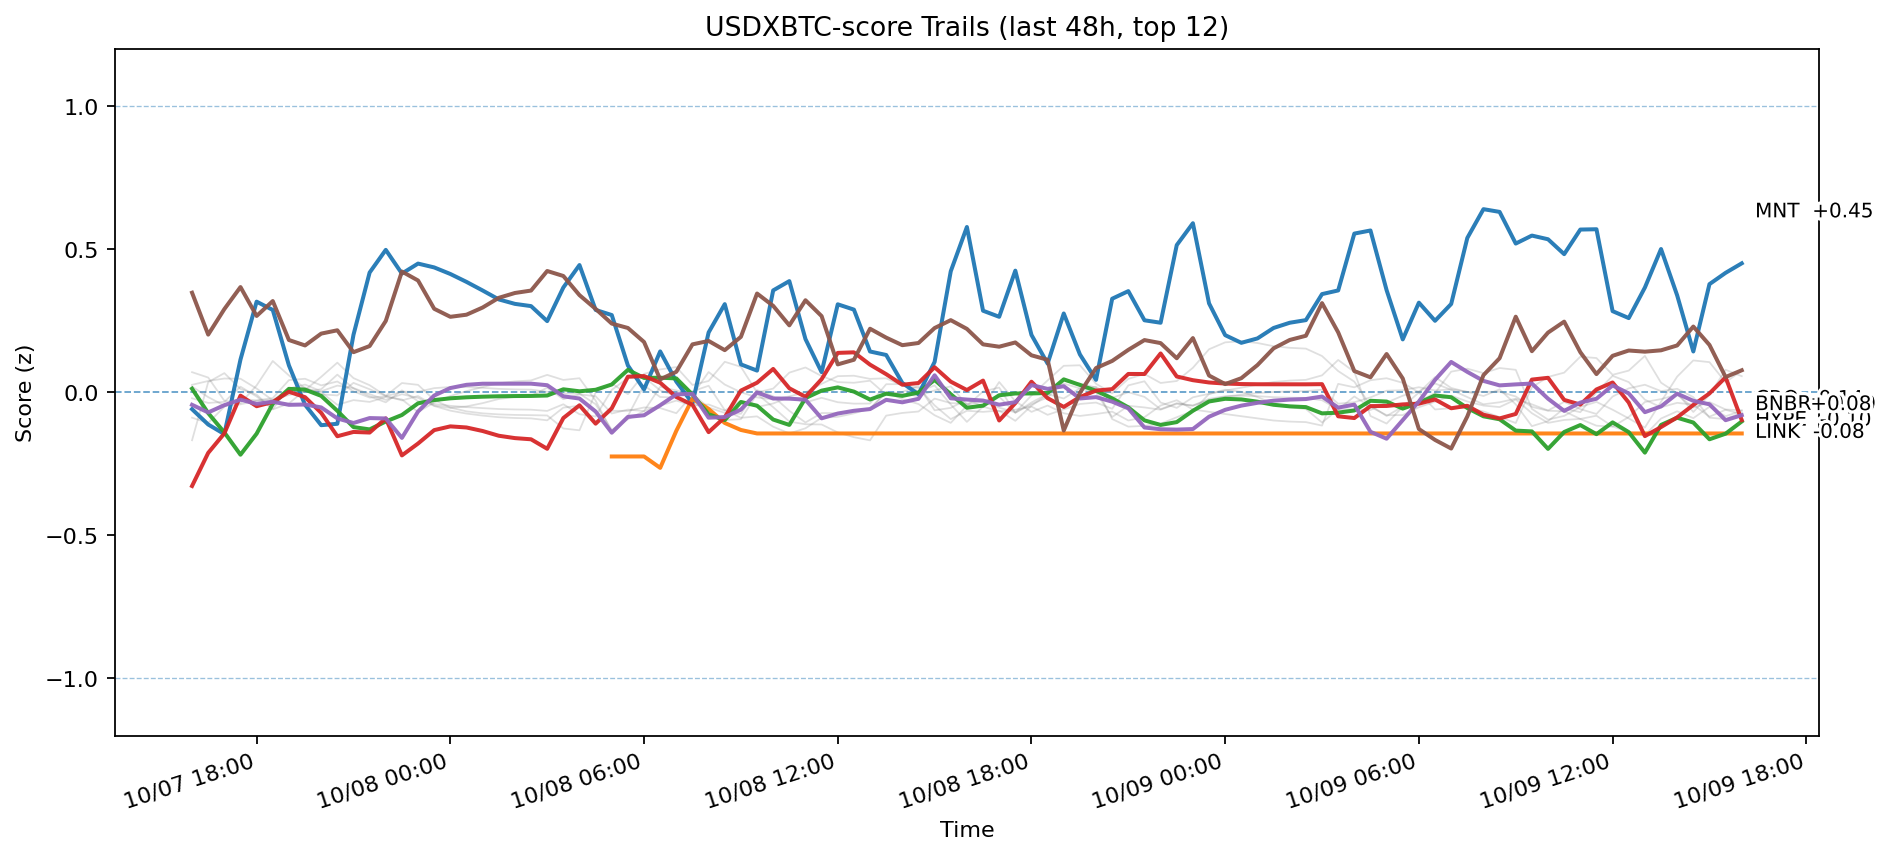 USDXBTC-score Trails (last 48h, top 12)
1.0
0.5
0.0
−0.5
−1.0
Score (z)
MNT +0.45
BNB +0.08
LINK -0.08
10/07 18:00
10/08 00:00
10/08 06:00
10/08 12:00
10/08 18:00
10/09 00:00
10/09 06:00
10/09 12:00
10/09 18:00
Time